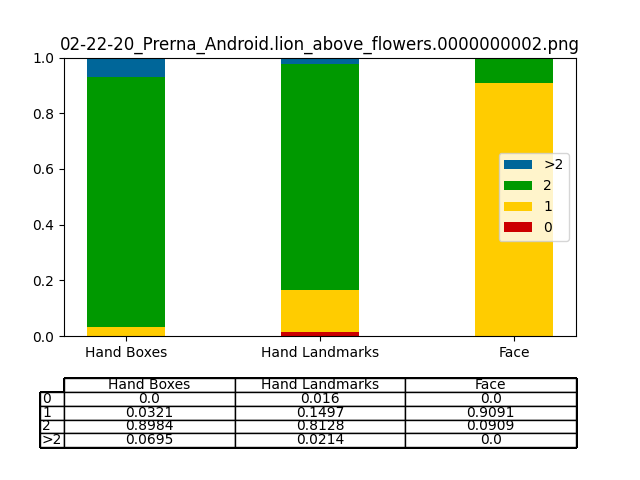 02-22-20_Prerna_Android.lion_above_flowers.0000000002.png
1.0
0.8
0.6
0.4
0.2
0.0
>2
2
1
0
Hand Boxes Hand Landmarks Face
Hand Boxes Hand Landmarks Face
0 0.0 0.016 0.0
1 0.0321 0.1497 0.9091
2 0.8984 0.8128 0.0909
>2 0.0695 0.0214 0.0